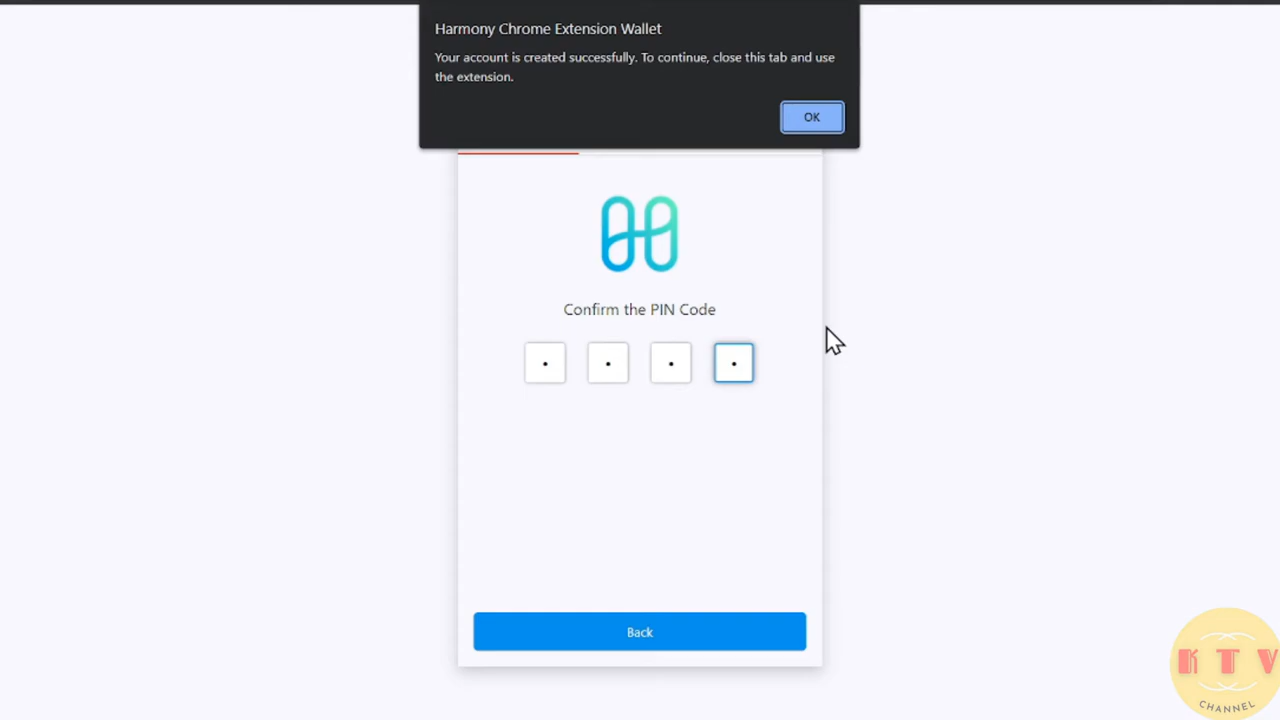 Harmony Chrome Extension Wallet
Your account is created successfully. To continue, close this tab and use
the extension.
OK
Confirm the PIN Code
Back
KTV
CHANNEL